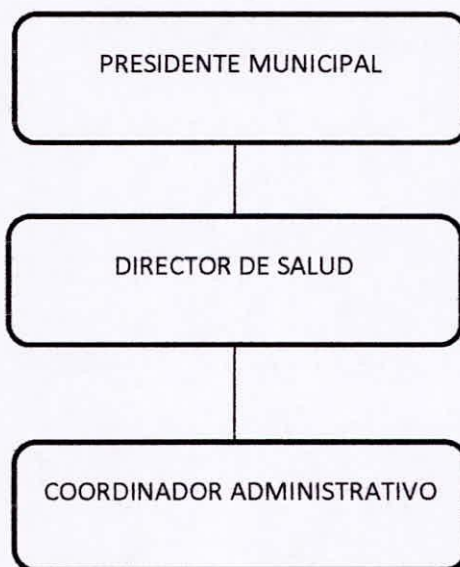 PRESIDENTE MUNICIPAL
DIRECTOR DE SALUD
COORDINADOR ADMINISTRATIVO